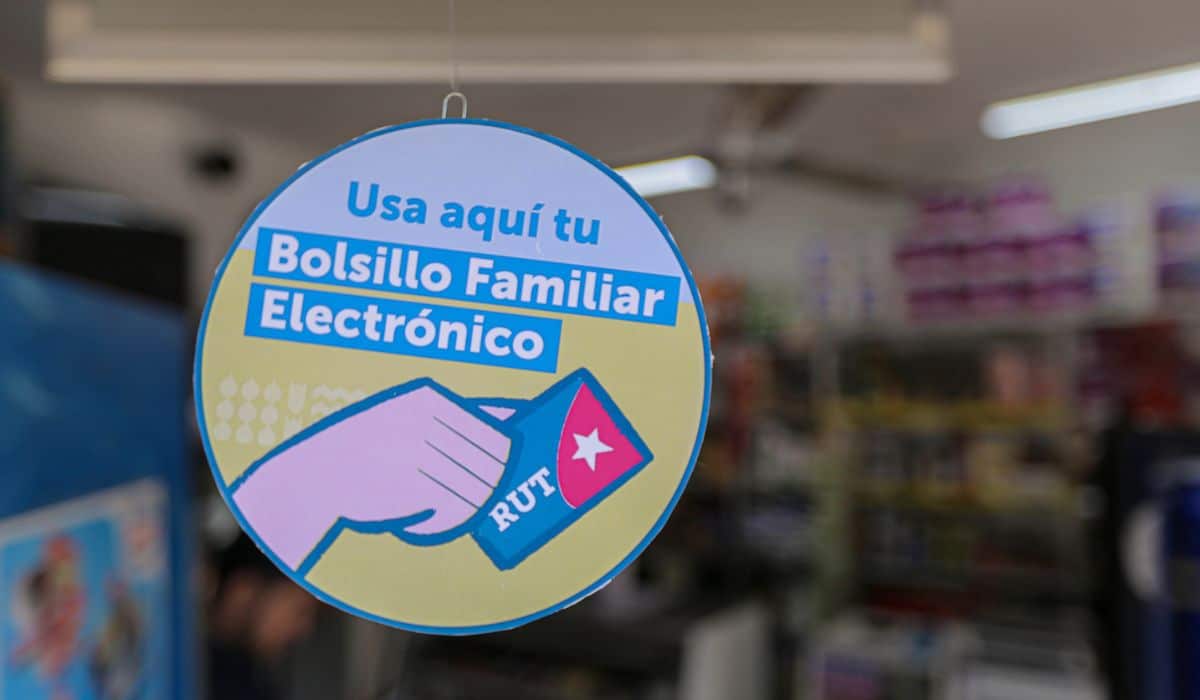 Usa aquí tu
Bolsillo Familiar
Electrónico
RUT